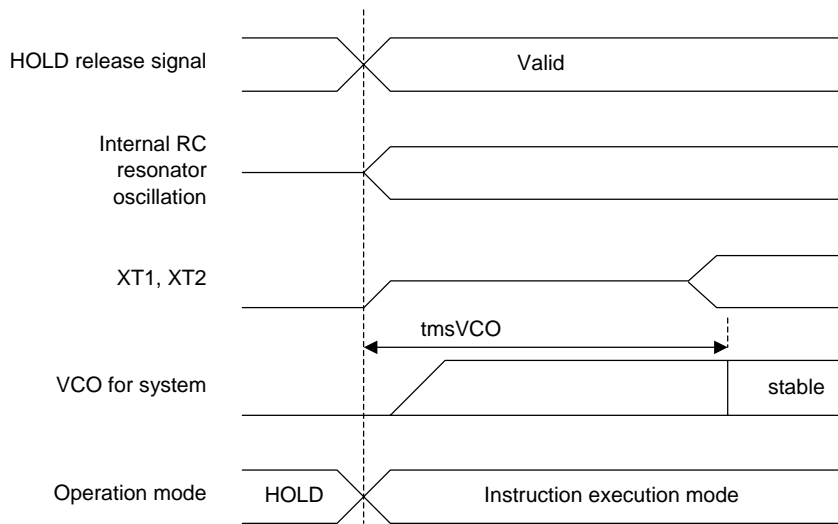 HOLD release signal
Valid
Internal RC
resonator
oscillation
XT1, XT2
tmsVCO
VCO for system
stable
Operation mode
HOLD
Instruction execution mode